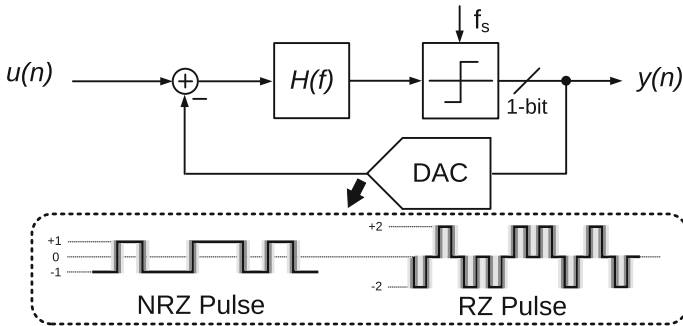 fs
u(n)
+
−
H(f)
y(n)
1-bit
DAC
+1
0
-1
NRZ Pulse
+2
-2
RZ Pulse